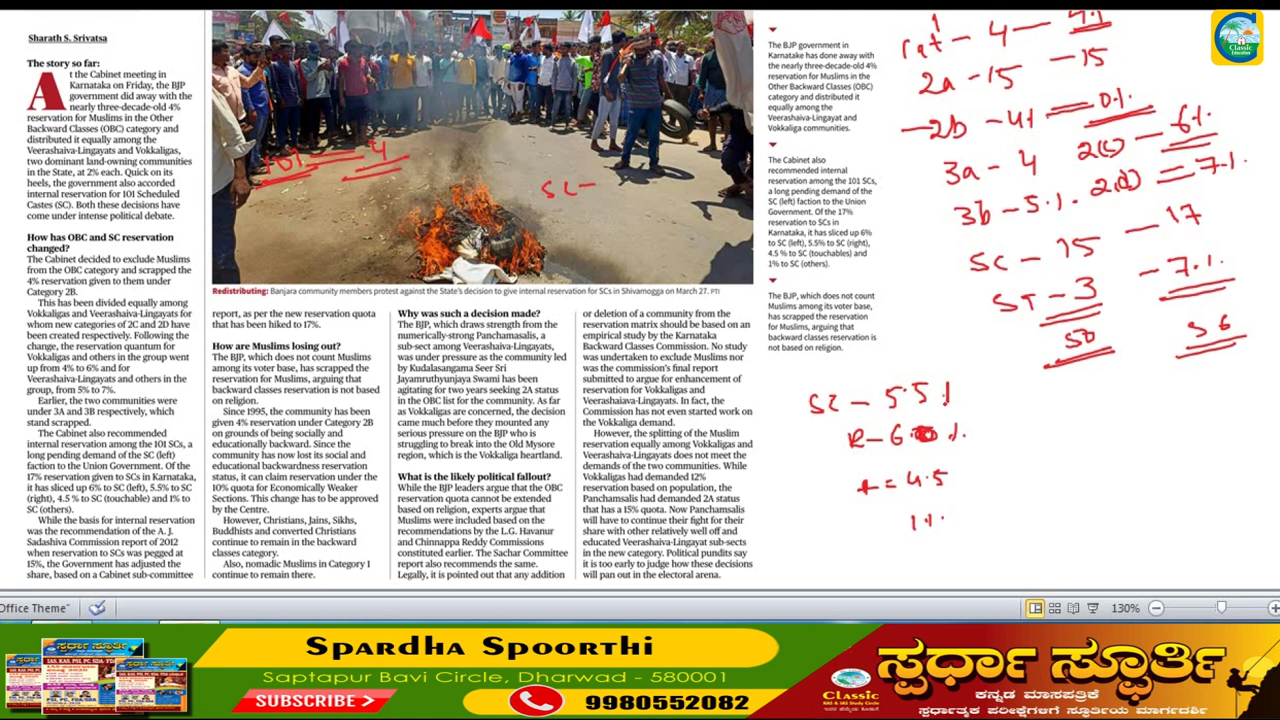 Sharath S. Srivatsa
The story so far:
At the Cabinet meeting in
Karnataka on Friday, the BJP
government did away with the
nearly three-decade-old 4%
reservation for Muslims in the Other
Backward Classes (OBC) category and
distributed it equally among the
Veerashaiva-Lingayats and Vokkaligas,
two dominant land-owning communities
in the State, at 2% each. Quick on its
heels, the government also accorded
internal reservation for 101 Scheduled
Castes (SC). Both these decisions have
come under intense political debate.
How has OBC and SC reservation
changed?
The Cabinet decided to exclude Muslims
from the OBC category and scrapped the
4% reservation given to them under
Category 2B.
This has been divided equally among
Vokkaligas and Veerashaiva-Lingayats for
whom new categories of 2C and 2D have
been created respectively. Following the
change, the reservation quantum for
Vokkaligas and others in the group went
up from 4% to 6% and for
Veerashaiva-Lingayats and others in the
group, from 5% to 7%.
Earlier, the two communities were
under 3A and 3B respectively, which
stand scrapped.
The Cabinet also recommended
internal reservation among the 101 SCs, a
long pending demand of the SC (left)
faction to the Union Government. Of the
17% reservation given to SCs in Karnataka,
it has sliced up 6% to SC (left), 5.5% to SC
(right), 4.5 % to SC (touchable) and 1% to
SC (others).
While the basis for internal reservation
was the recommendation of the A. J.
Sadashiva Commission report of 2012
when reservation to SCs was pegged at
15%, the Government has adjusted the
share, based on a Cabinet sub-committee
10% 4
SC -
Redistributing: Banjara community members protest against the State's decision to give internal reservation for SCs in Shivamogga on March 27. PTI
report, as per the new reservation quota
that has been hiked to 17%.
How are Muslims losing out?
The BJP, which does not count Muslims
among its voter base, has scrapped the
reservation for Muslims, arguing that
backward classes reservation is not based
on religion.
Since 1995, the community has been
given 4% reservation under Category 2B
on grounds of being socially and
educationally backward. Since the
community has now lost its social and
educational backwardness reservation
status, it can claim reservation under the
10% quota for Economically Weaker
Sections. This change has to be approved
by the Centre.
However, Christians, Jains, Sikhs,
Buddhists and converted Christians
continue to remain in the backward
classes category.
Also, nomadic Muslims in Category 1
continue to remain there.
Why was such a decision made?
The BJP, which draws strength from the
numerically-strong Panchamasalis, a
sub-sect among Veerashaiva-Lingayats,
was under pressure as the community led
by Kudalasangama Seer Sri
Jayamruthyunjaya Swami has been
agitating for two years seeking 2A status
in the OBC list for the community. As far
as Vokkaligas are concerned, the decision
came much before they mounted any
serious pressure on the BJP who is
struggling to break into the Old Mysore
region, which is the Vokkaliga heartland.
What is the likely political fallout?
While the BJP leaders argue that the OBC
reservation quota cannot be extended
based on religion, experts argue that
Muslims were included based on the
recommendations by the L.G. Havanur
and Chinnappa Reddy Commissions
constituted earlier. The Sachar Committee
report also recommends the same.
Legally, it is pointed out that any addition
or deletion of a community from the
reservation matrix should be based on an
empirical study by the Karnataka
Backward Classes Commission. No study
was undertaken to exclude Muslims nor
was the commission's final report
submitted to argue for enhancement of
reservation for Vokkaligas and
Veerashaiava-Lingayats. In fact, the
Commission has not even started work on
the Vokkaliga demand.
However, the splitting of the Muslim
reservation equally among Vokkaligas and
Veerashaiva-Lingayats does not meet the
demands of the two communities. While
Vokkaligas had demanded 12%
reservation based on population, the
Panchamsalis had demanded 2A status
that has a 15% quota. Now Panchamsalis
will have to continue their fight for their
share with other relatively well off and
educated Veerashaiva-Lingayat sub-sects
in the new category. Political pundits say
it is too early to judge how these decisions
will pan out in the electoral arena.
The BJP government in
Karnatake has done away with
the nearly three-decade-old 4%
reservation for Muslims in the
Other Backward Classes (OBC)
category and distributed it
equally among the
Veerashaiva-Lingayat and
Vokkaliga communities.
The Cabinet also
recommended internal
reservation among the 101 SCs,
a long pending demand of the
SC (left) faction to the Union
Government. Of the 17%
reservation to SCs in
Karnataka, it has sliced up 6%
to SC (left), 5.5% to SC (right),
4.5 % to SC (touchables) and
1% to SC (others).
The BJP, which does not count
Muslims among its voter base,
has scrapped the reservation
for Muslims, arguing that
backward classes reservation is
not based on religion.
Cat 1 - 4 - 4%
2a - 15 - 15
- 2b - 4% = 0%
3a - 4 2(c) - 6%
3b - 5% 2(d) = 7%
SC - 15 - 17
ST - 3 - 7%
50 56
SC - 5.5%
R - 6 %
t = 4.5
1%
Classic
Education
Office Theme"
130%
Spardha Spoorthi
Saptapur Bavi Circle, Dharwad - 580001
SUBSCRIBE
9980552082
Classic
IAS & KAS Study Circle
ಸ್ಪರ್ಧಾ ಸ್ಫೂರ್ತಿ
ಕನ್ನಡ ಮಾಸಪತ್ರಿಕೆ
ಸ್ಪರ್ಧಾತ್ಮಕ ಪರೀಕ್ಷೆಗಳಿಗೆ ಸ್ಫೂರ್ತಿಯ ಮಾರ್ಗದರ್ಶಿ